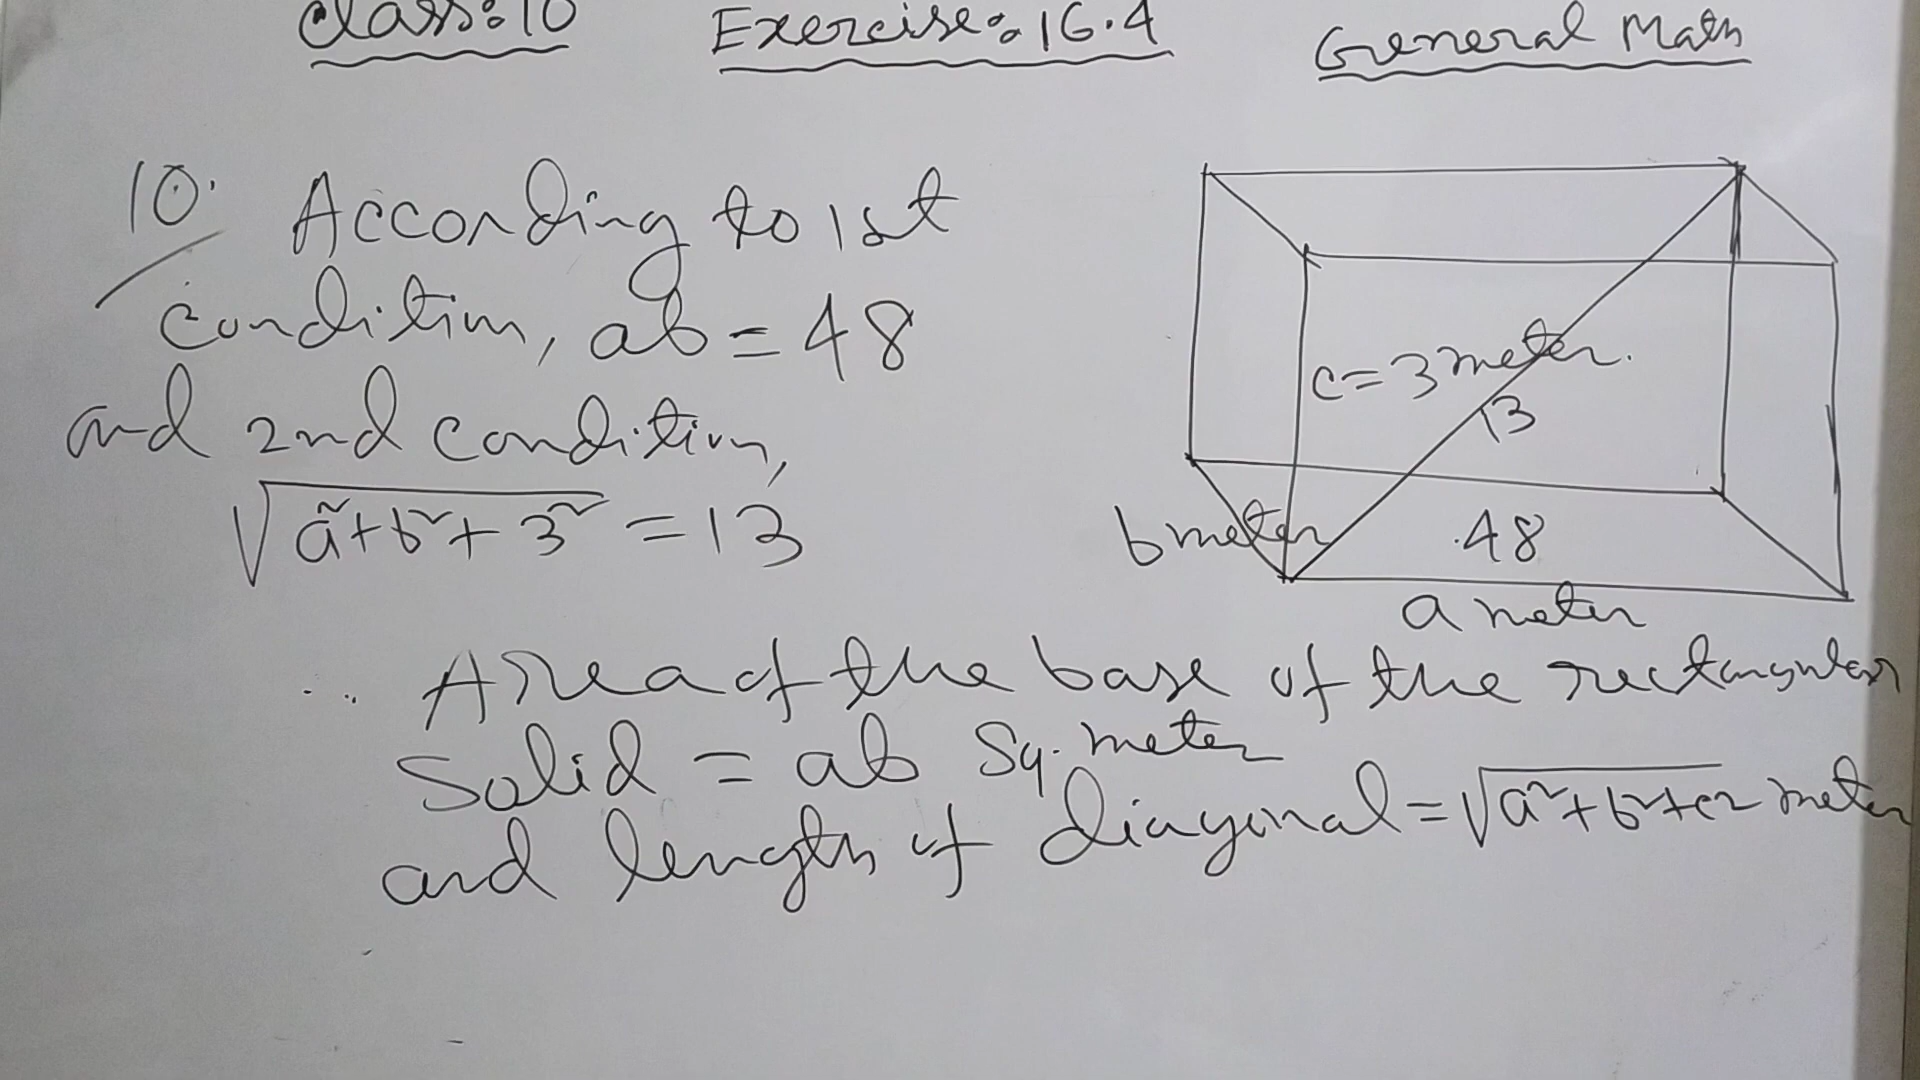 Class: 10 Exercise: 16.4 General Math
10. According to 1st
condition, ab = 48
and 2nd condition,
√a²+b²+3² = 13
c = 3 meter.
13
b meter
48
a meter
∴ Area of the base of the rectangular
Solid = ab Sq. meter
and length of diagonal = √a²+b²+c² meter